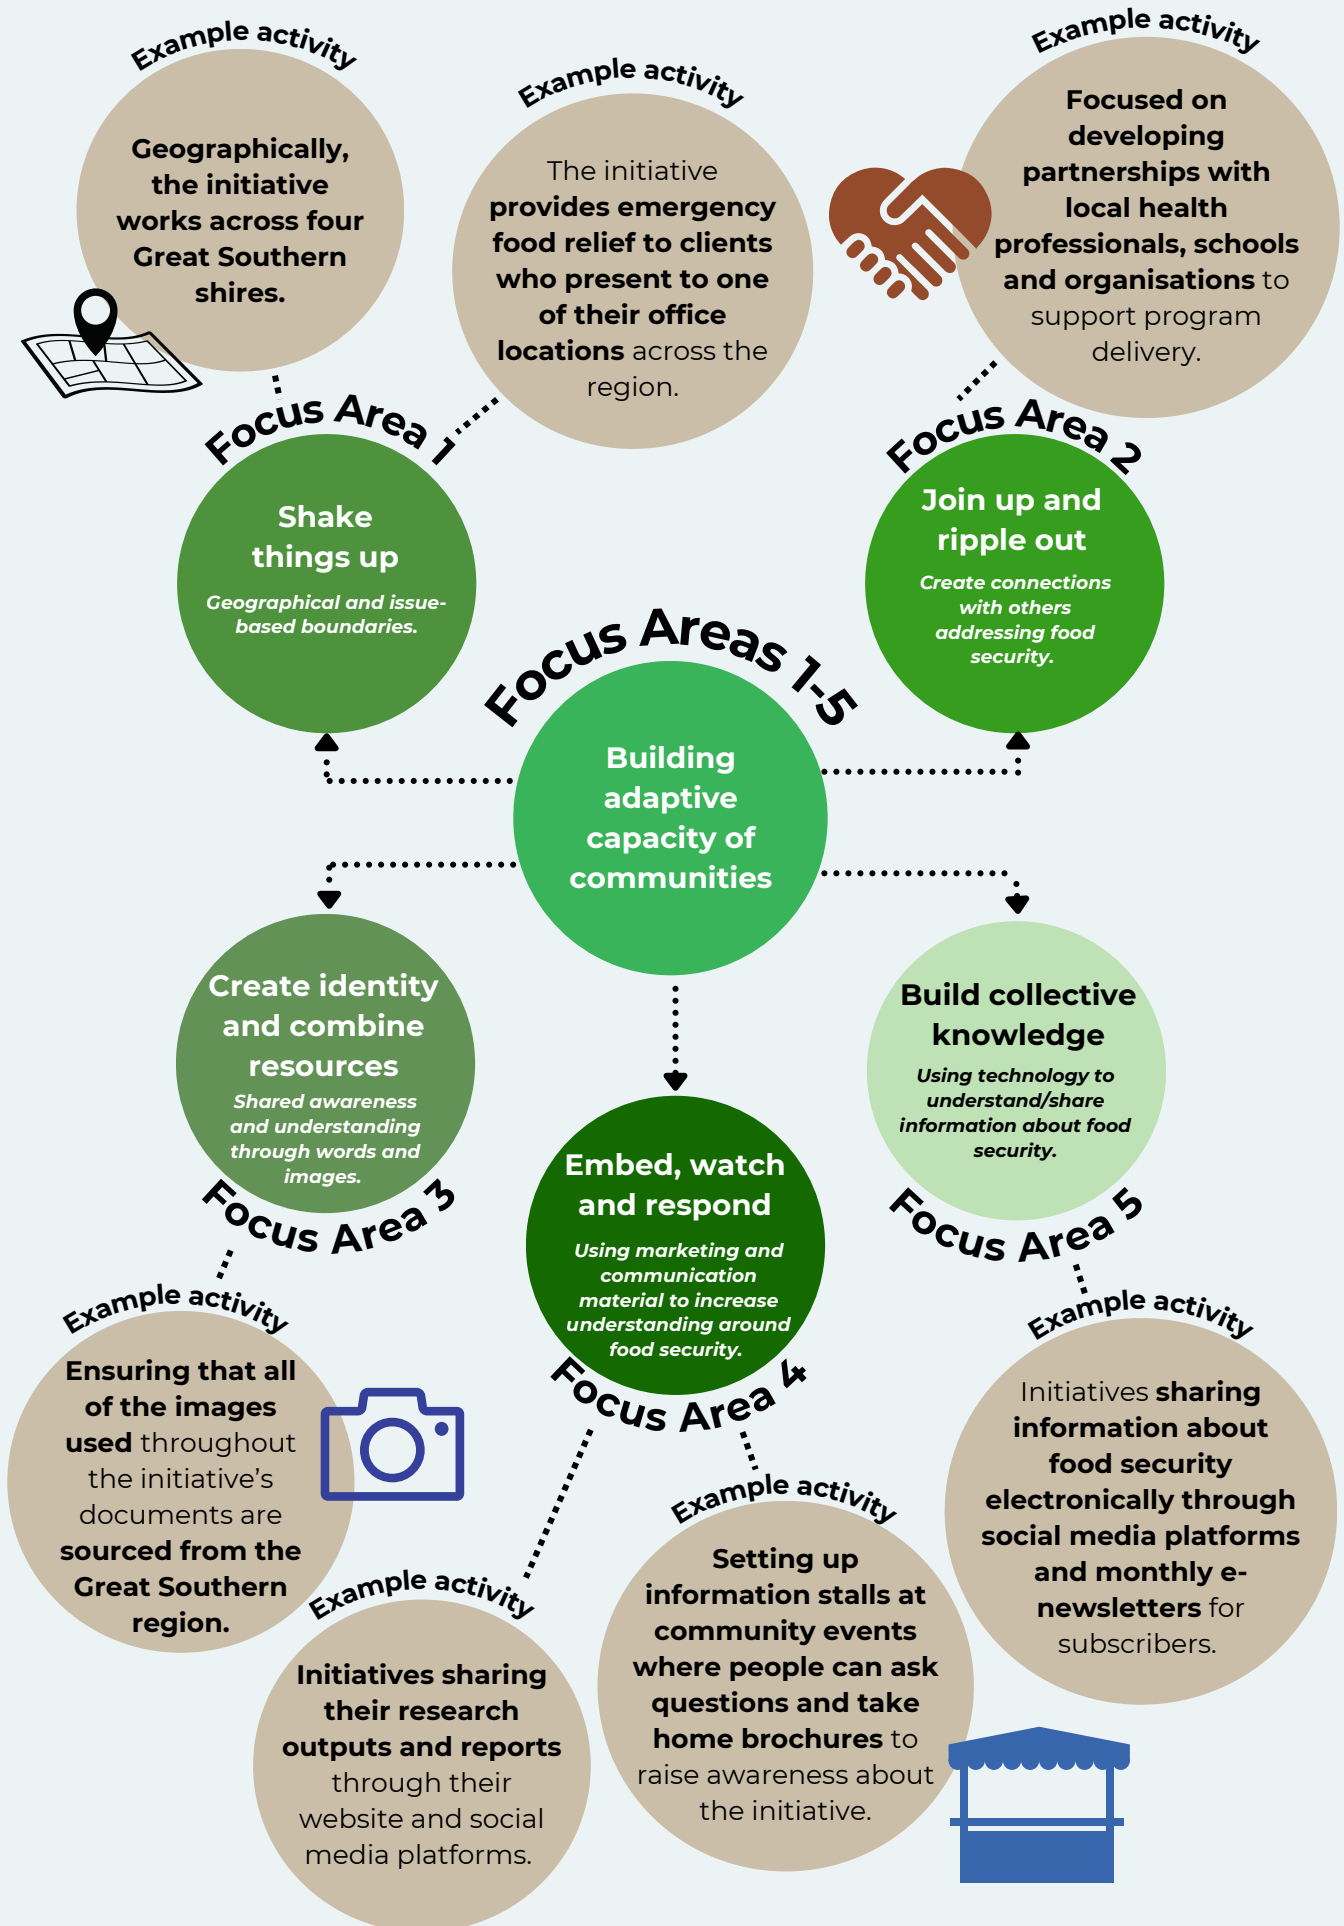 Example activity
Geographically,
the initiative
works across four
Great Southern
shires.
Example activity
The initiative
provides emergency
food relief to clients
who present to one
of their office
locations across the
region.
Example activity
Focused on
developing
partnerships with
local health
professionals, schools
and organisations to
support program
delivery.
Focus Area 1
Shake
things up
Geographical and issue-
based boundaries.
Focus Area 2
Join up and
ripple out
Create connections
with others
addressing food
security.
Focus Areas 1-5
Building
adaptive
capacity of
communities
Create identity
and combine
resources
Shared awareness
and understanding
through words and
images.
Focus Area 3
Embed, watch
and respond
Using marketing and
communication
material to increase
understanding around
food security.
Focus Area 4
Build collective
knowledge
Using technology to
understand/share
information about food
security.
Focus Area 5
Example activity
Ensuring that all
of the images
used throughout
the initiative’s
documents are
sourced from the
Great Southern
region.
Example activity
Initiatives sharing
their research
outputs and reports
through their
website and social
media platforms.
Example activity
Setting up
information stalls at
community events
where people can ask
questions and take
home brochures to
raise awareness about
the initiative.
Example activity
Initiatives sharing
information about
food security
electronically through
social media platforms
and monthly e-
newsletters for
subscribers.